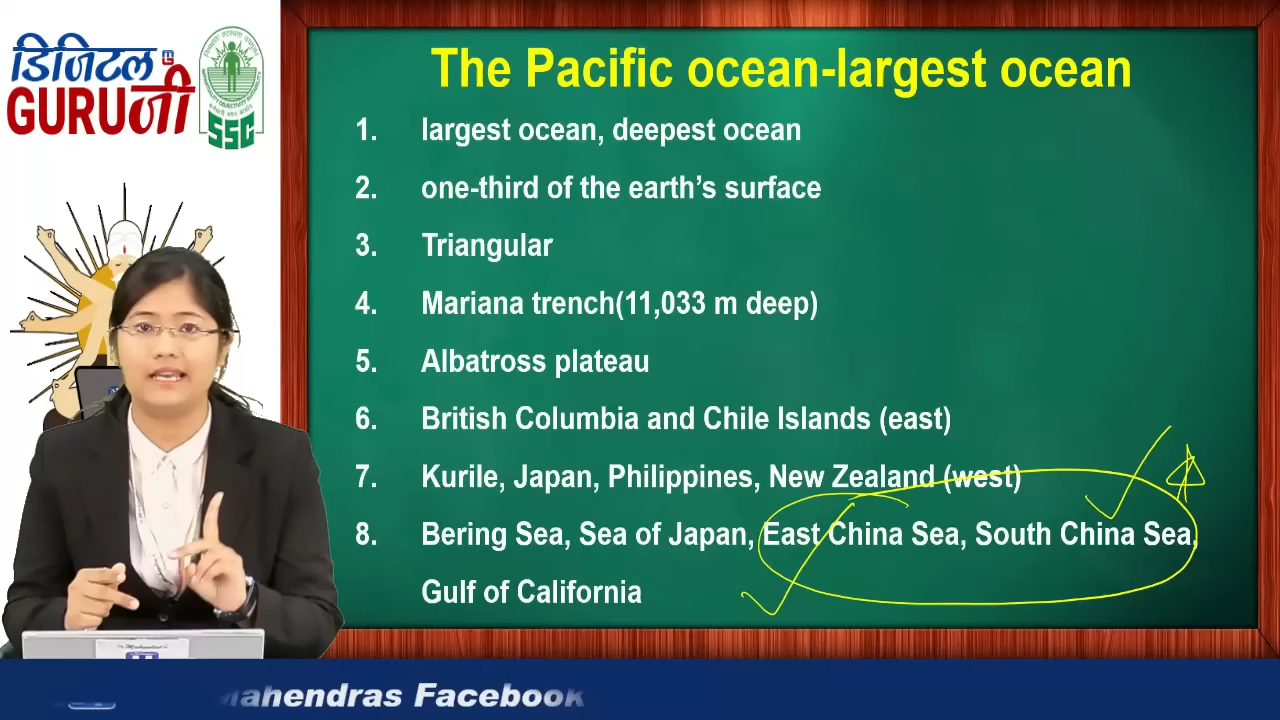 डिजिटल
GURUजी
SSC
The Pacific ocean-largest ocean
1. largest ocean, deepest ocean
2. one-third of the earth’s surface
3. Triangular
4. Mariana trench(11,033 m deep)
5. Albatross plateau
6. British Columbia and Chile Islands (east)
7. Kurile, Japan, Philippines, New Zealand (west)
8. Bering Sea, Sea of Japan, East China Sea, South China Sea,
Gulf of California
Mahendras Facebook